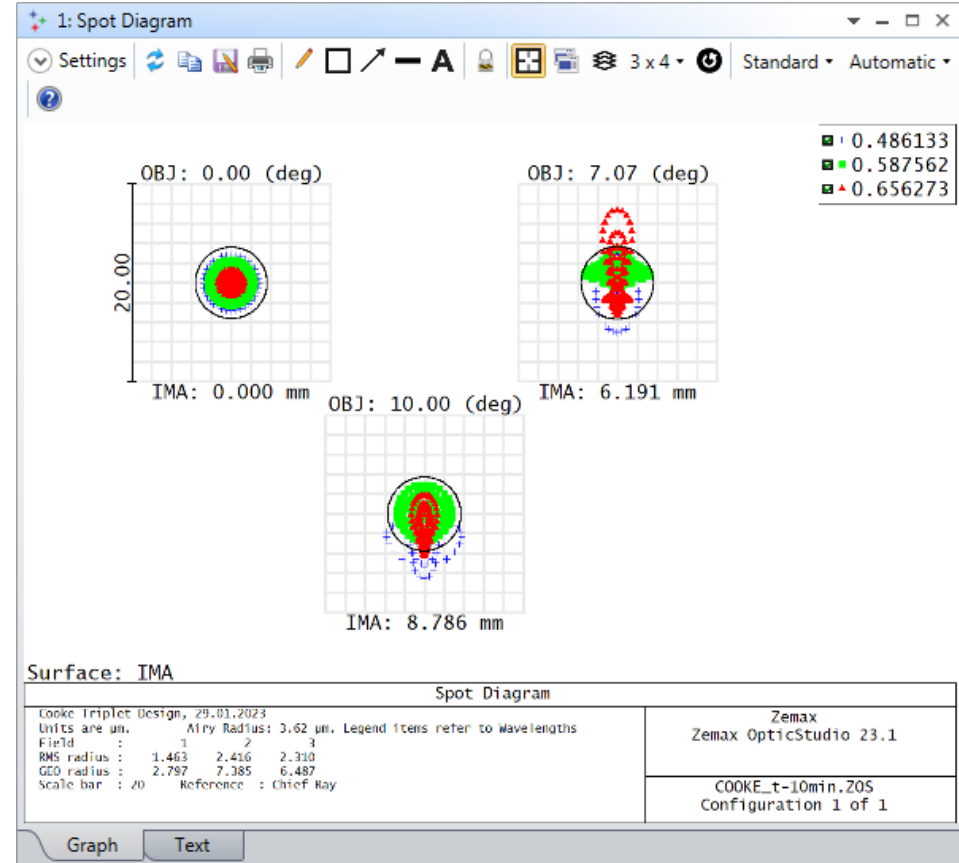 1: Spot Diagram
Settings
A
3 x 4
Standard
Automatic
0.486133
0.587562
0.656273
OBJ: 0.00 (deg)
OBJ: 7.07 (deg)
20.00
IMA: 0.000 mm
IMA: 6.191 mm
OBJ: 10.00 (deg)
IMA: 8.786 mm
Surface: IMA
Spot Diagram
Cooke Triplet Design, 29.01.2023
Units are µm. Airy Radius: 3.62 µm. Legend items refer to Wavelengths
Field : 1 2 3
RMS radius : 1.463 2.416 2.310
GEO radius : 2.797 7.385 6.487
Scale bar : 20 Reference : Chief Ray
Zemax
Zemax OpticStudio 23.1
COOKE_t-10min.ZOS
Configuration 1 of 1
Graph
Text